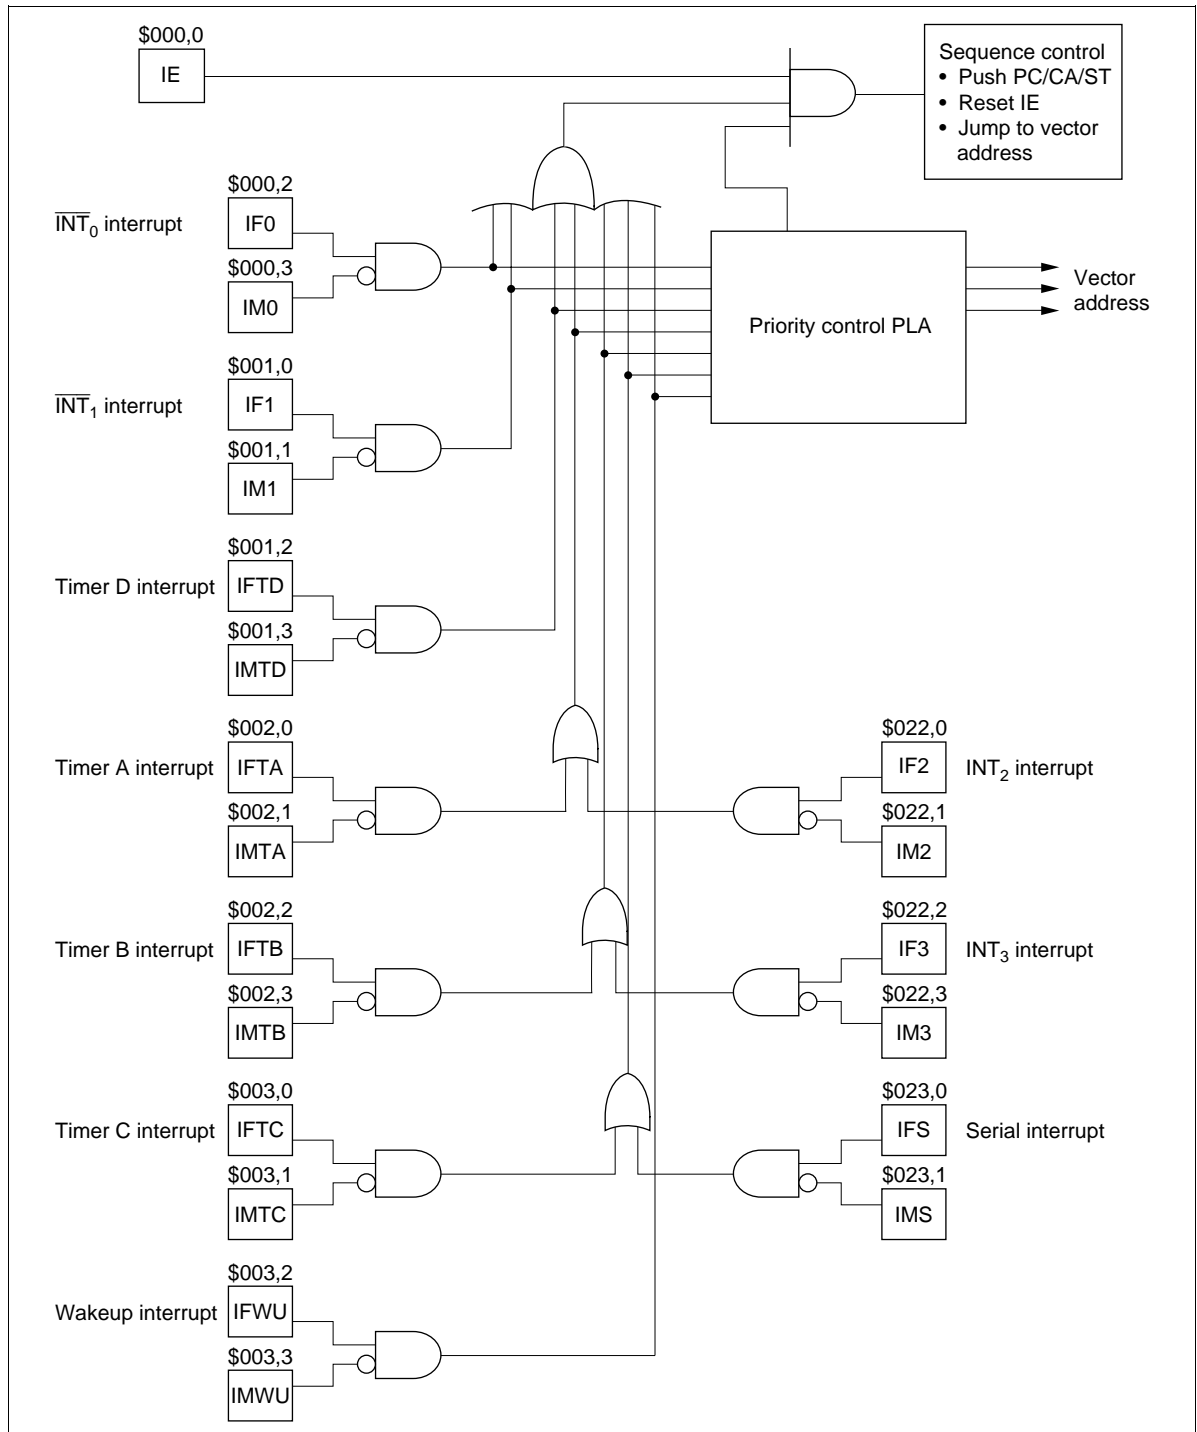 $000,0
IE
Sequence control
• Push PC/CA/ST
• Reset IE
• Jump to vector
address
$000,2
INT0 interrupt
IF0
$000,3
IM0
Priority control PLA
Vector
address
$001,0
INT1 interrupt
IF1
$001,1
IM1
$001,2
Timer D interrupt
IFTD
$001,3
IMTD
$002,0
Timer A interrupt
IFTA
$002,1
IMTA
$022,0
IF2
INT2 interrupt
$022,1
IM2
$002,2
Timer B interrupt
IFTB
$002,3
IMTB
$022,2
IF3
INT3 interrupt
$022,3
IM3
$003,0
Timer C interrupt
IFTC
$003,1
IMTC
$023,0
IFS
Serial interrupt
$023,1
IMS
$003,2
Wakeup interrupt
IFWU
$003,3
IMWU